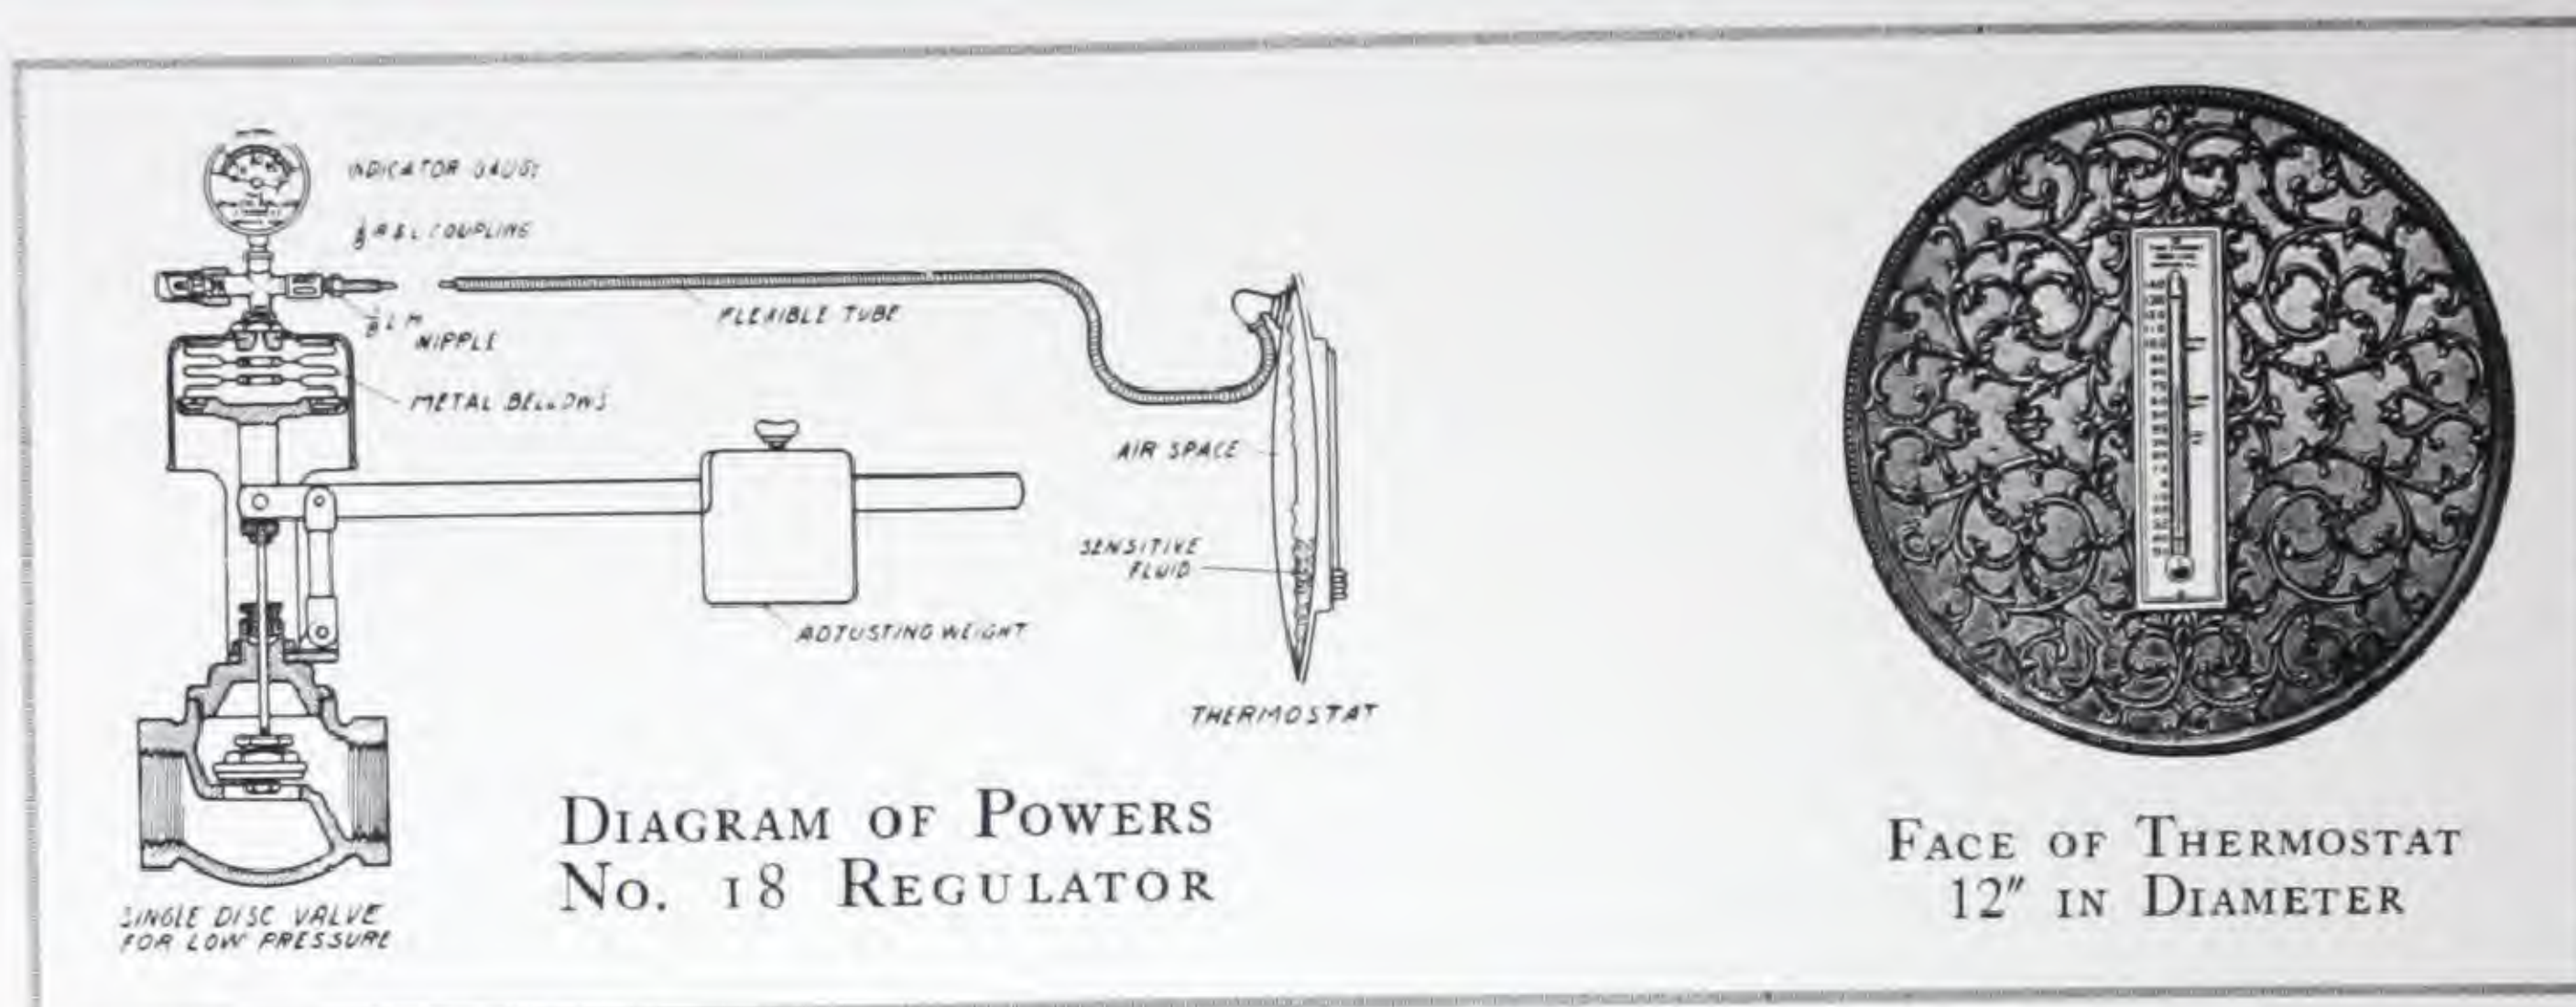 INDICATOR GAUGE
COUPLING
NIPPLE
FLEXIBLE TUBE
METAL BELLOWS
AIR SPACE
SENSITIVE
FLUID
ADJUSTING WEIGHT
THERMOSTAT
SINGLE DISC VALVE
FOR LOW PRESSURE
DIAGRAM OF POWERS
No. 18 REGULATOR
FACE OF THERMOSTAT
12" IN DIAMETER